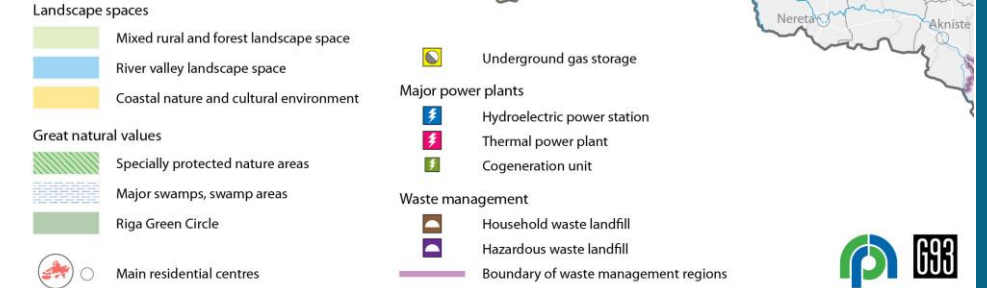 Landscape spaces
Mixed rural and forest landscape space
River valley landscape space
Coastal nature and cultural environment
Great natural values
Specially protected nature areas
Major swamps, swamp areas
Riga Green Circle
Main residential centres
Underground gas storage
Major power plants
Hydroelectric power station
Thermal power plant
Cogeneration unit
Waste management
Household waste landfill
Hazardous waste landfill
Boundary of waste management regions
Nereta
Akniste
G93